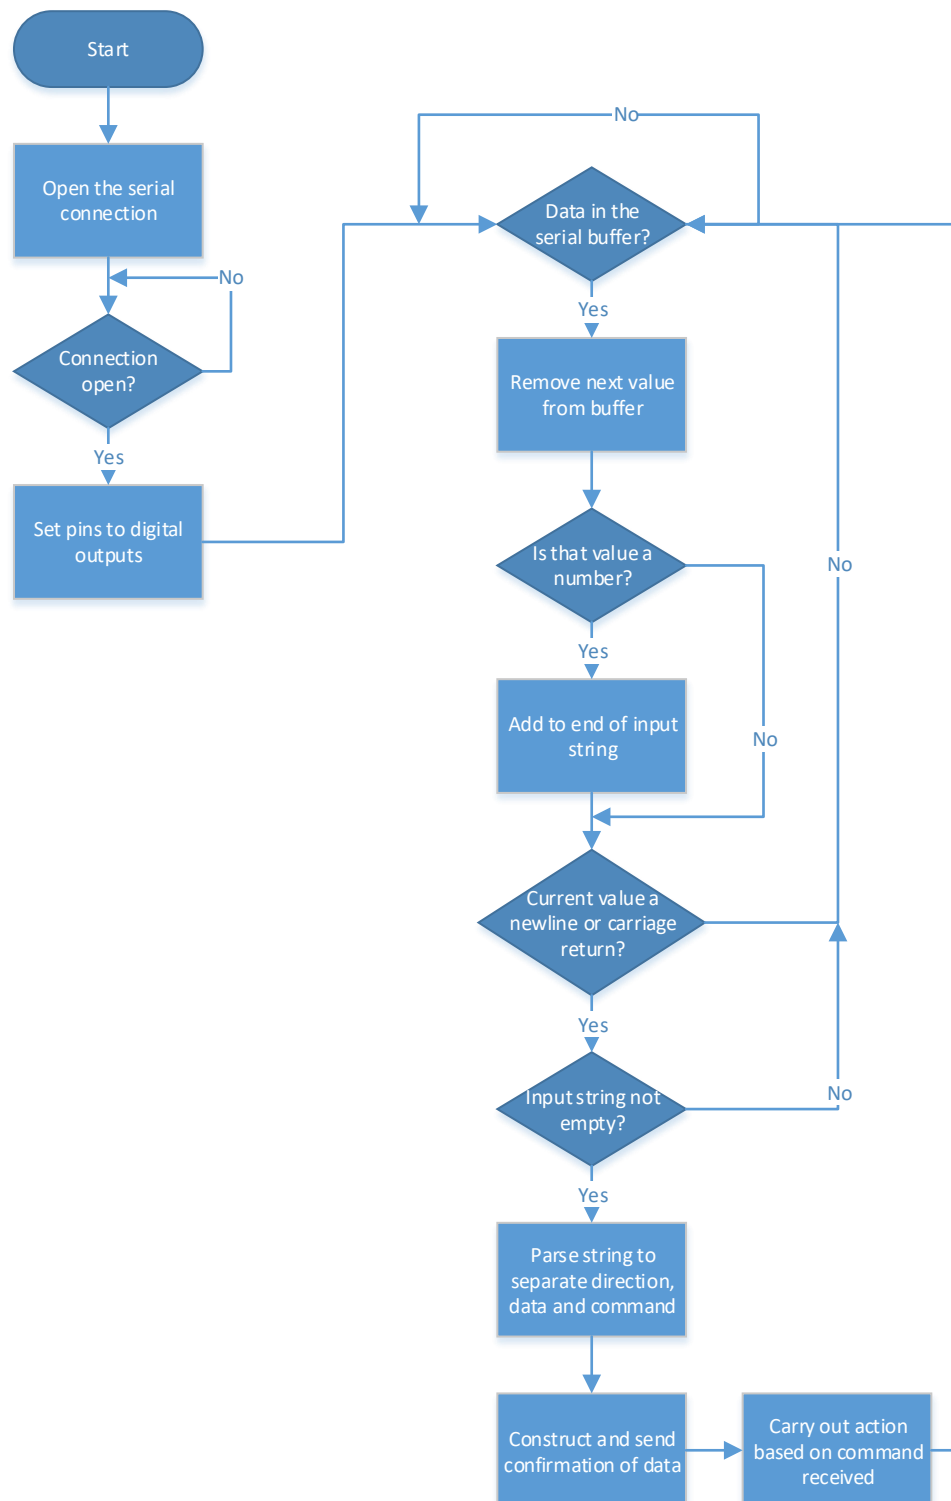 Start
Open the serial
connection
No
Connection
open?
Yes
Set pins to digital
outputs
No
Data in the
serial buffer?
Yes
Remove next value
from buffer
Is that value a
number?
No
Yes
Add to end of input
string
No
Current value a
newline or carriage
return?
Yes
Input string not
empty?
No
Yes
Parse string to
separate direction,
data and command
Construct and send
confirmation of data
Carry out action
based on command
received